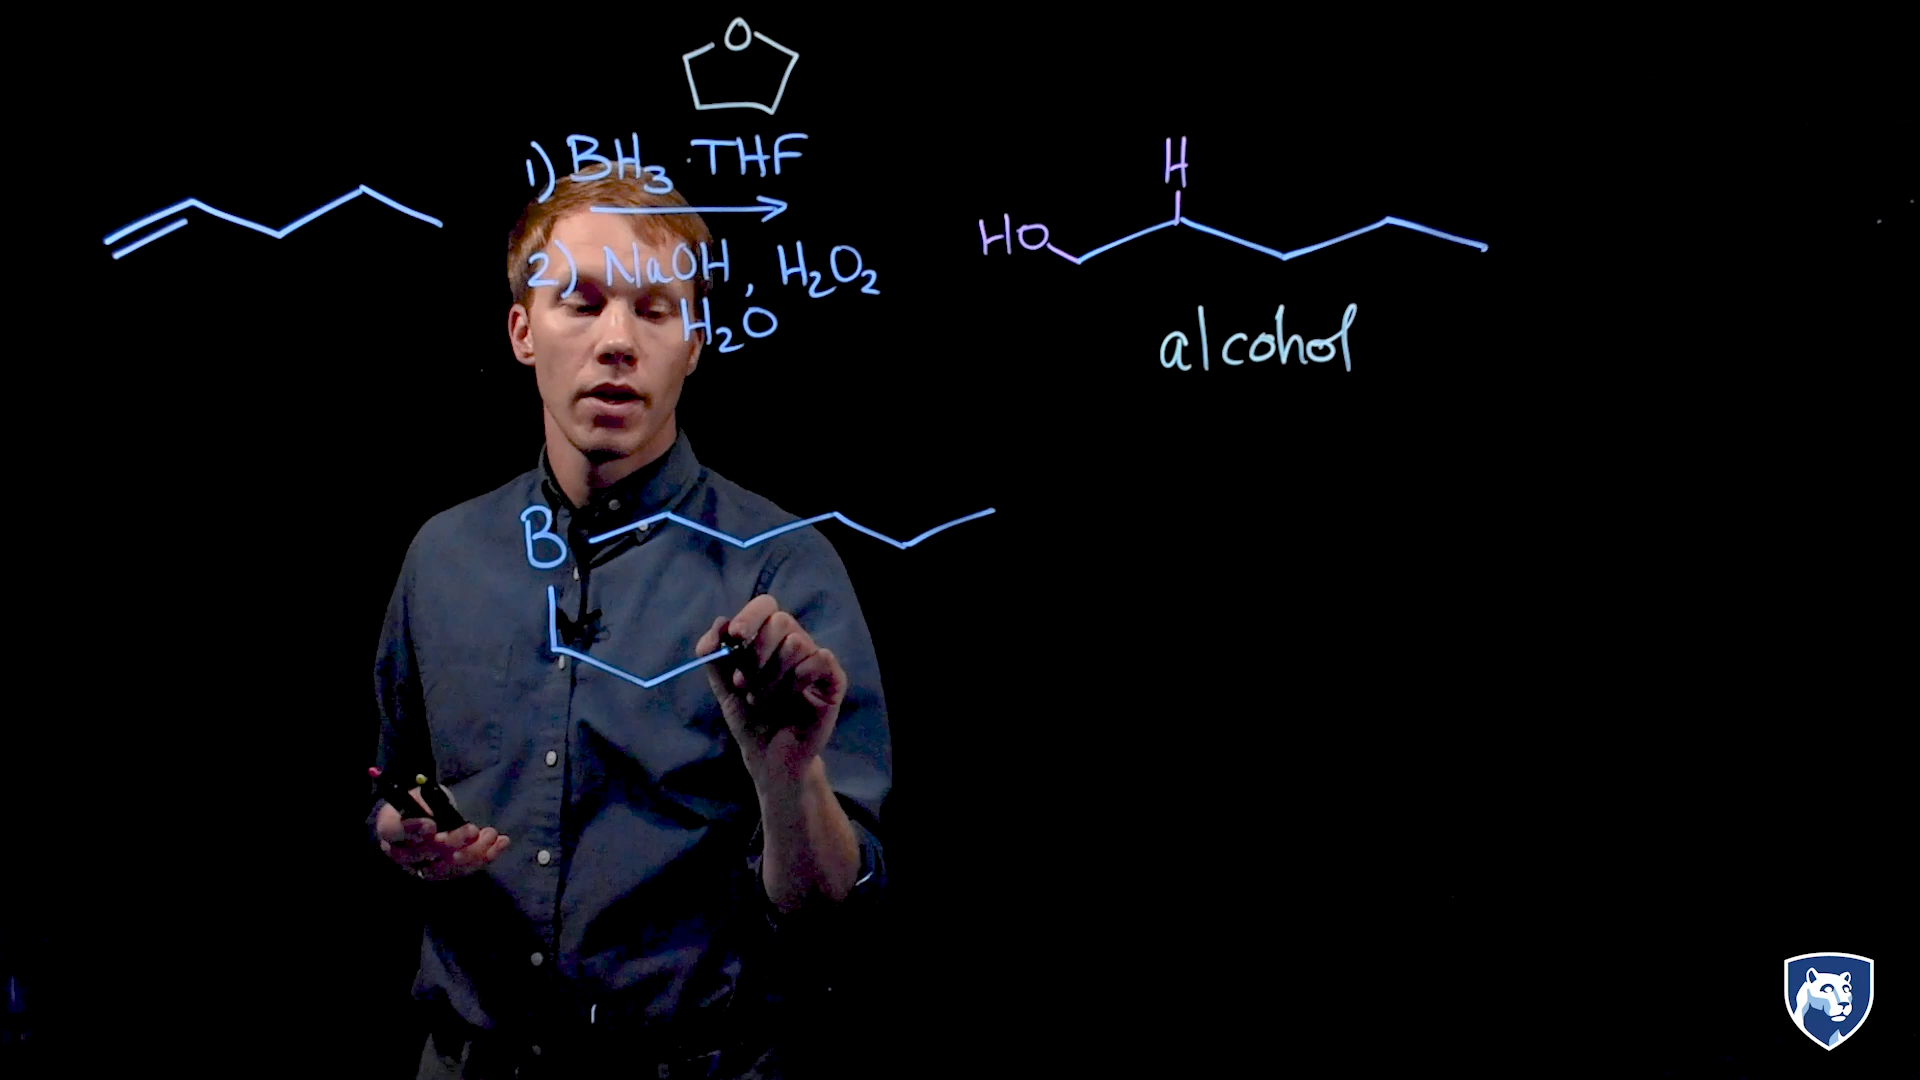 O
1) BH₃·THF
2) NaOH, H₂O₂
H₂O
H
HO
alcohol
B